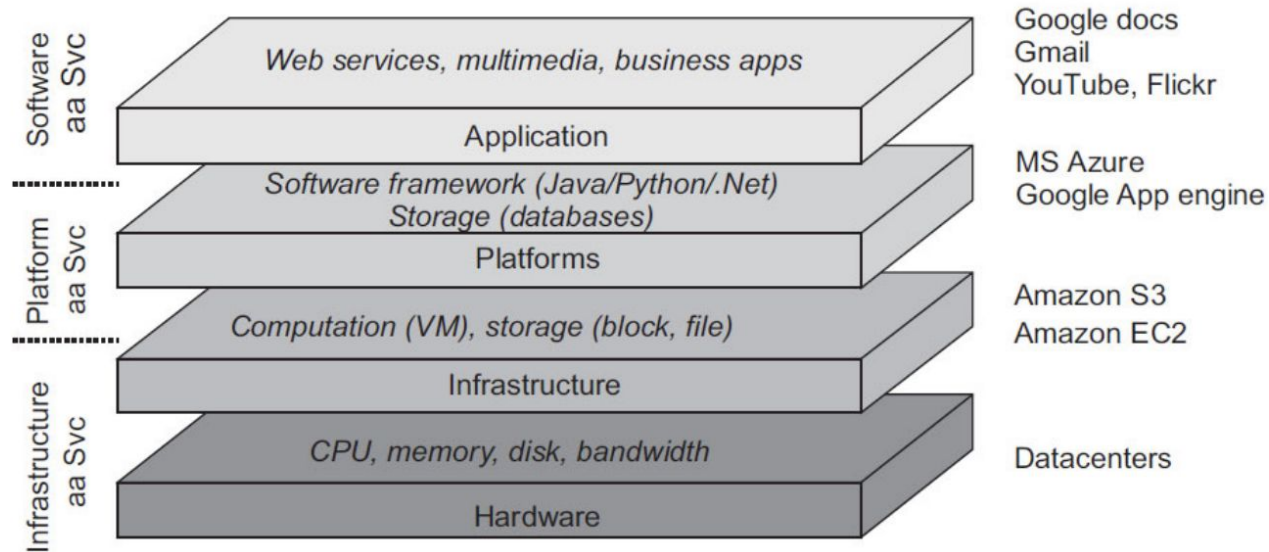 Software
aa Svc
Web services, multimedia, business apps
Application
Google docs
Gmail
YouTube, Flickr
Platform
aa Svc
Software framework (Java/Python/.Net)
Storage (databases)
Platforms
MS Azure
Google App engine
Computation (VM), storage (block, file)
Infrastructure
Amazon S3
Amazon EC2
Infrastructure
aa Svc
CPU, memory, disk, bandwidth
Hardware
Datacenters